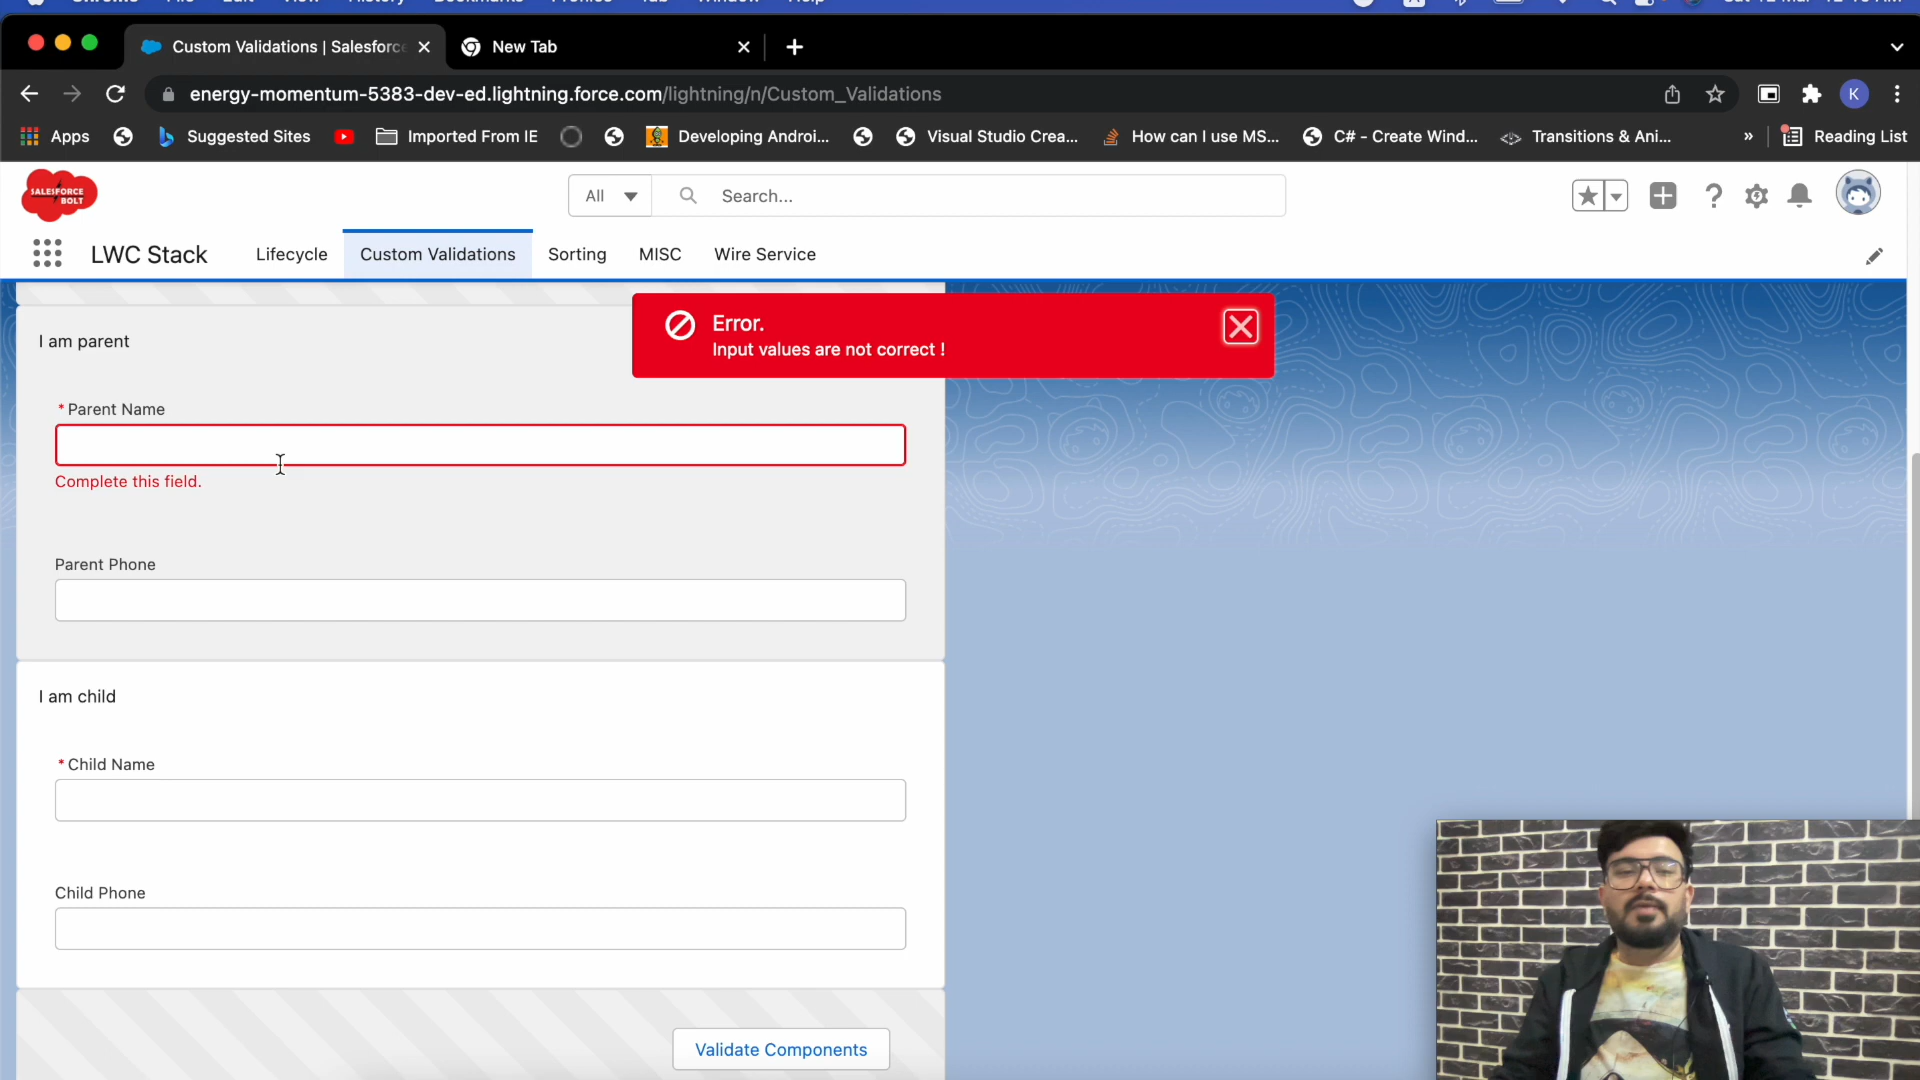 Custom Validations | Salesforc
New Tab
energy-momentum-5383-dev-ed.lightning.force.com/lightning/n/Custom_Validations
K
Apps
Suggested Sites
Imported From IE
Developing Androi...
Visual Studio Crea...
How can I use MS...
C# - Create Wind...
Transitions & Ani...
»
Reading List
SALESFORCE
BOLT
All
Search...
LWC Stack
Lifecycle
Custom Validations
Sorting
MISC
Wire Service
Error.
Input values are not correct !
I am parent
* Parent Name
Complete this field.
Parent Phone
I am child
* Child Name
Child Phone
Validate Components